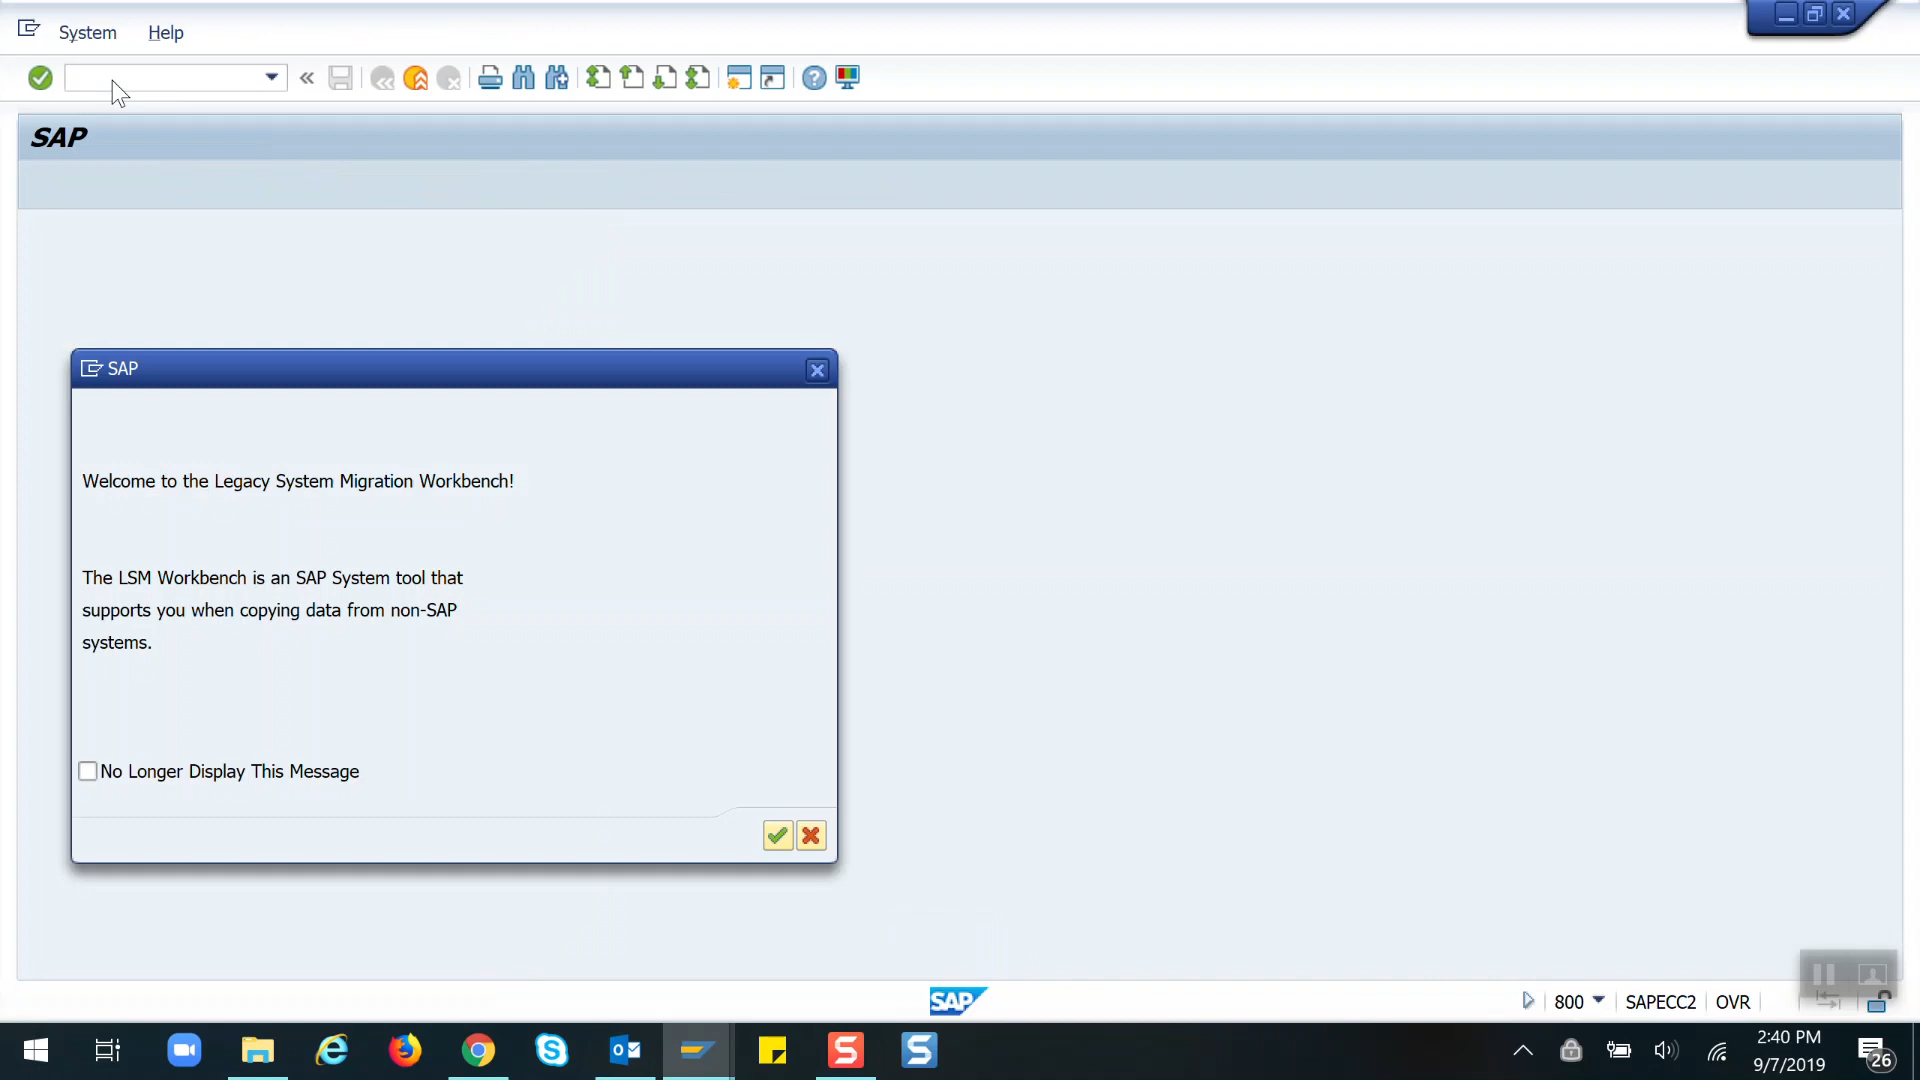 System Help
SAP
SAP
Welcome to the Legacy System Migration Workbench!
The LSM Workbench is an SAP System tool that
supports you when copying data from non-SAP
systems.
No Longer Display This Message
SAP
800 SAPECC2 OVR
2:40 PM
9/7/2019
26